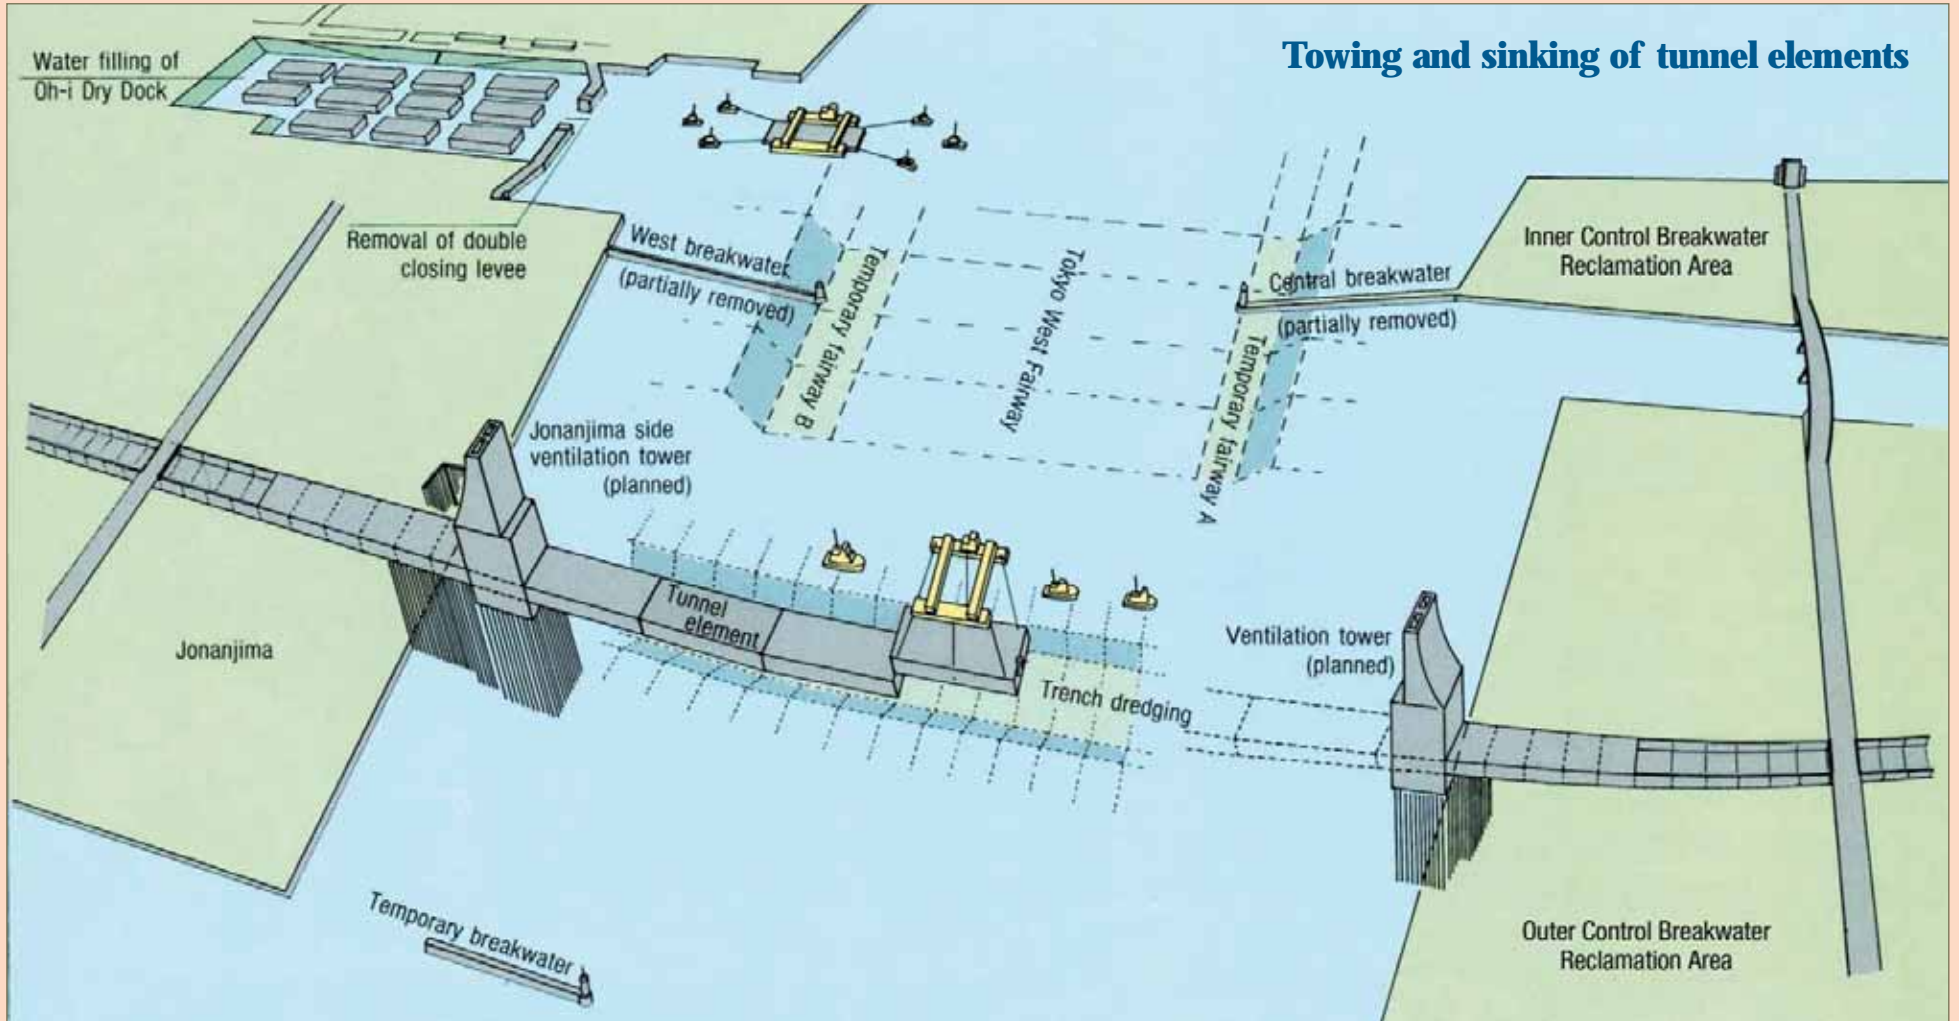 Towing and sinking of tunnel elements
Water filling of
Oh-i Dry Dock
Removal of double
closing levee
West breakwater
(partially removed)
Temporary fairway B
Tokyo West Fairway
Central breakwater
(partially removed)
Temporary fairway A
Inner Control Breakwater
Reclamation Area
Jonanjima side
ventilation tower
(planned)
Tunnel
element
Jonanjima
Trench dredging
Ventilation tower
(planned)
Temporary breakwater
Outer Control Breakwater
Reclamation Area